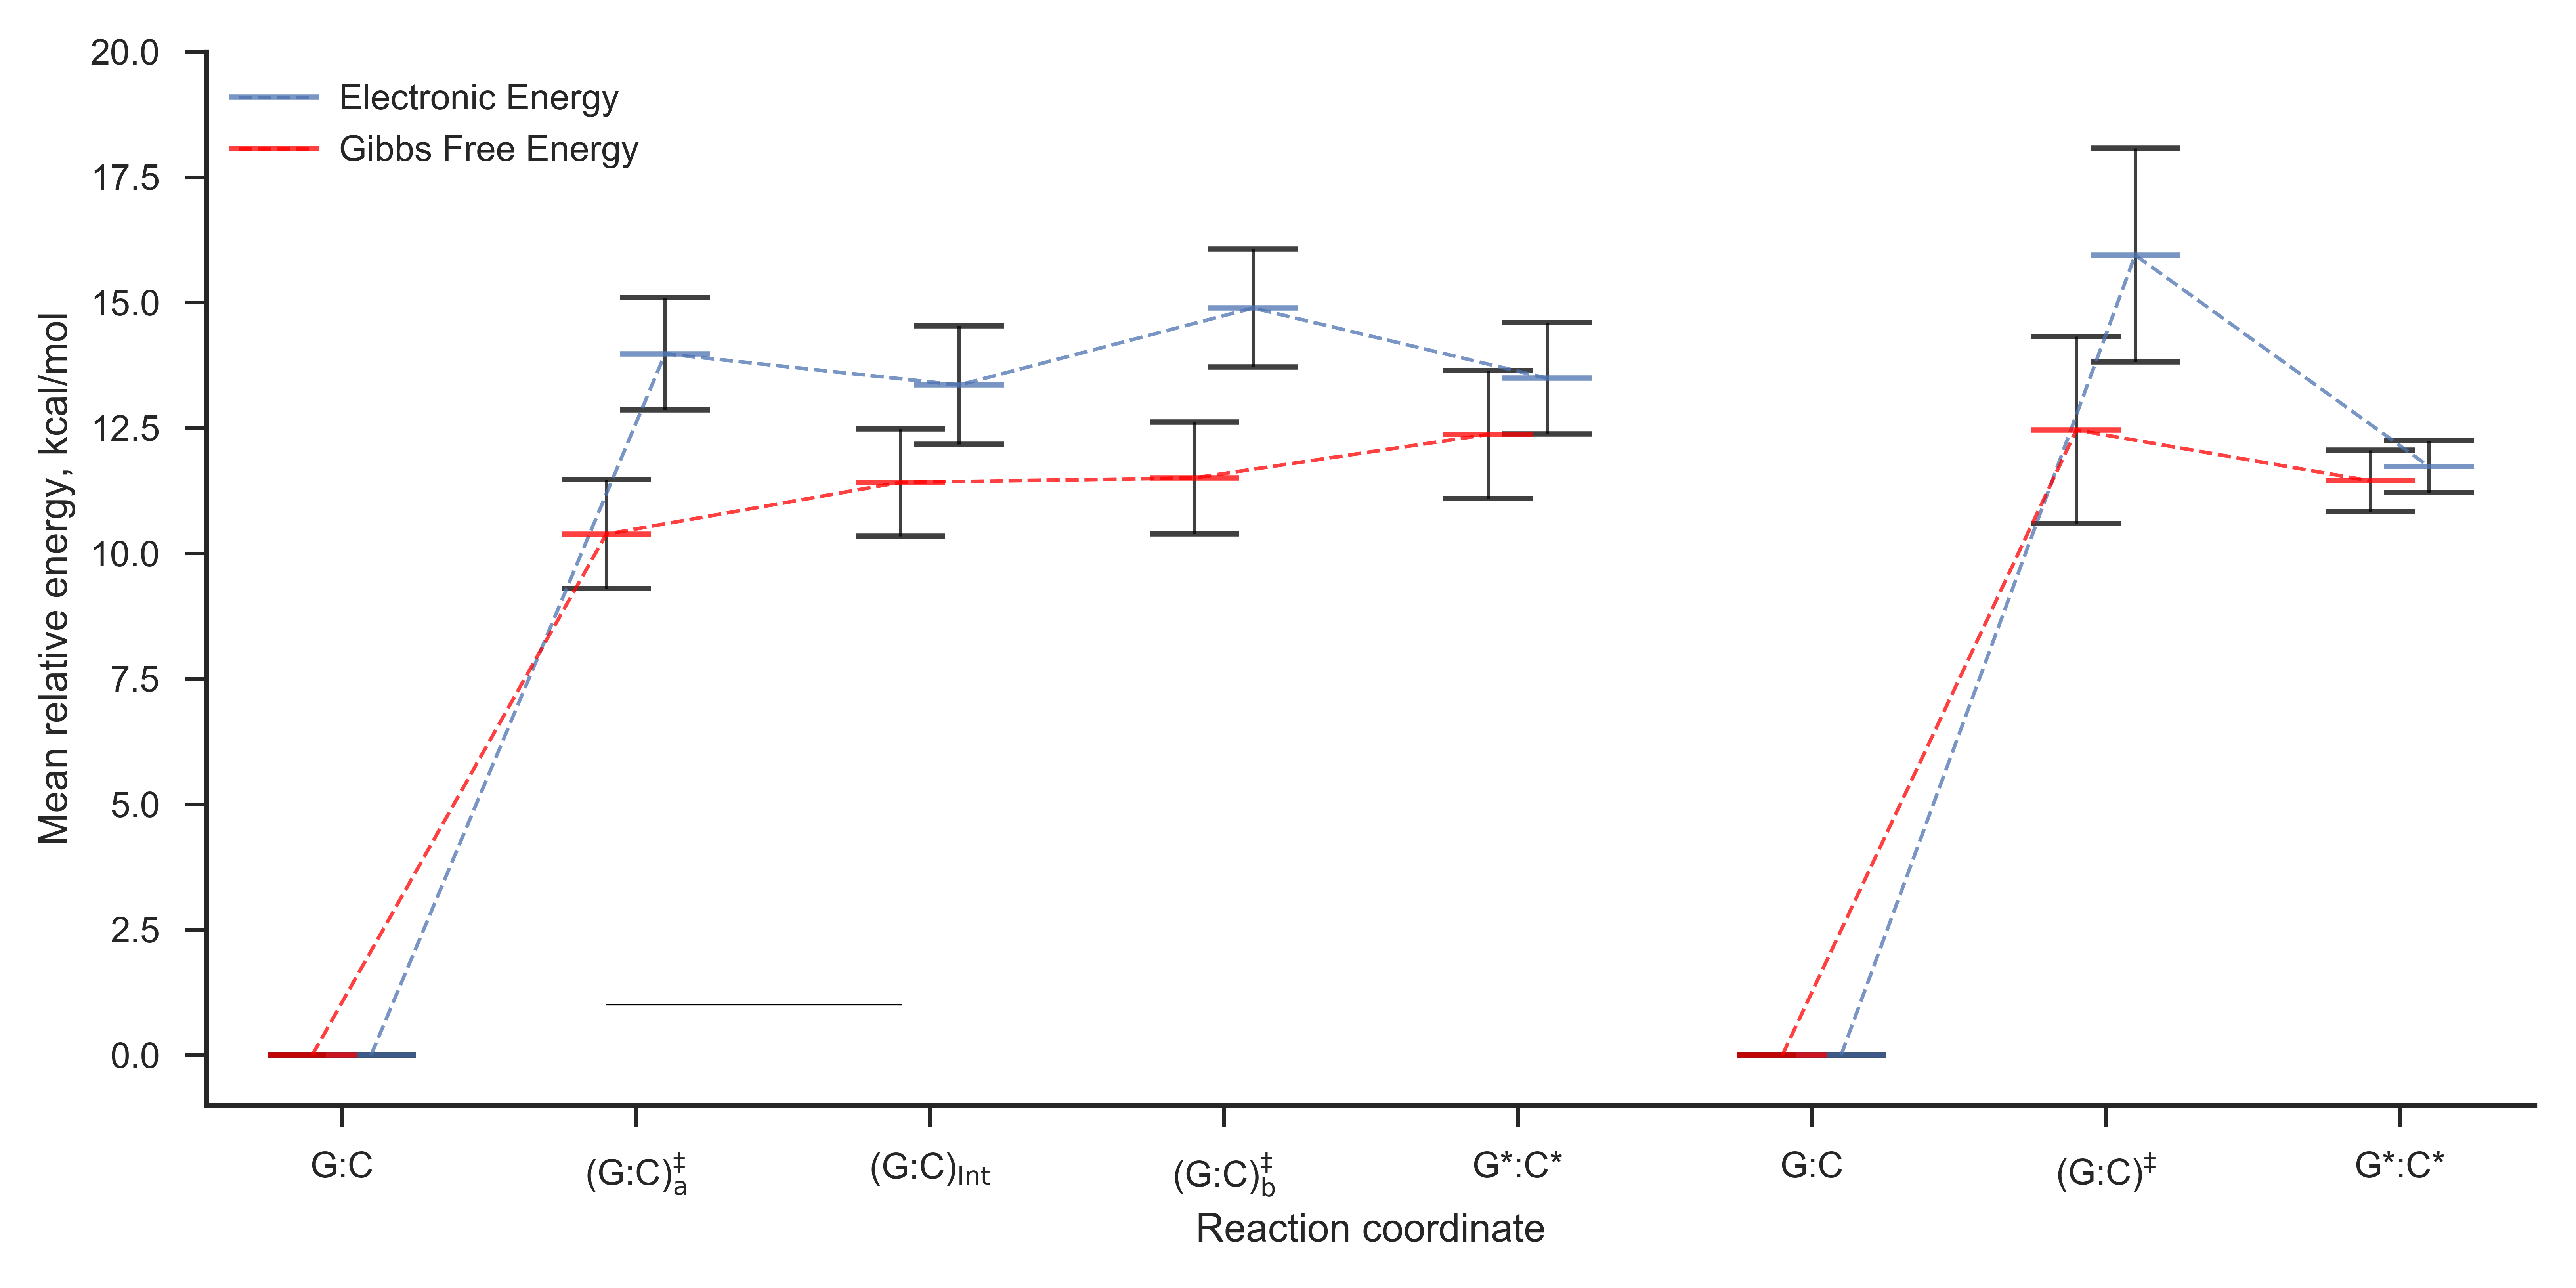 Electronic Energy
Gibbs Free Energy
Mean relative energy, kcal/mol
20.0
17.5
15.0
12.5
10.0
7.5
5.0
2.5
0.0
G:C (G:C)‡a (G:C)Int (G:C)‡b G*:C* G:C (G:C)‡ G*:C*
Reaction coordinate